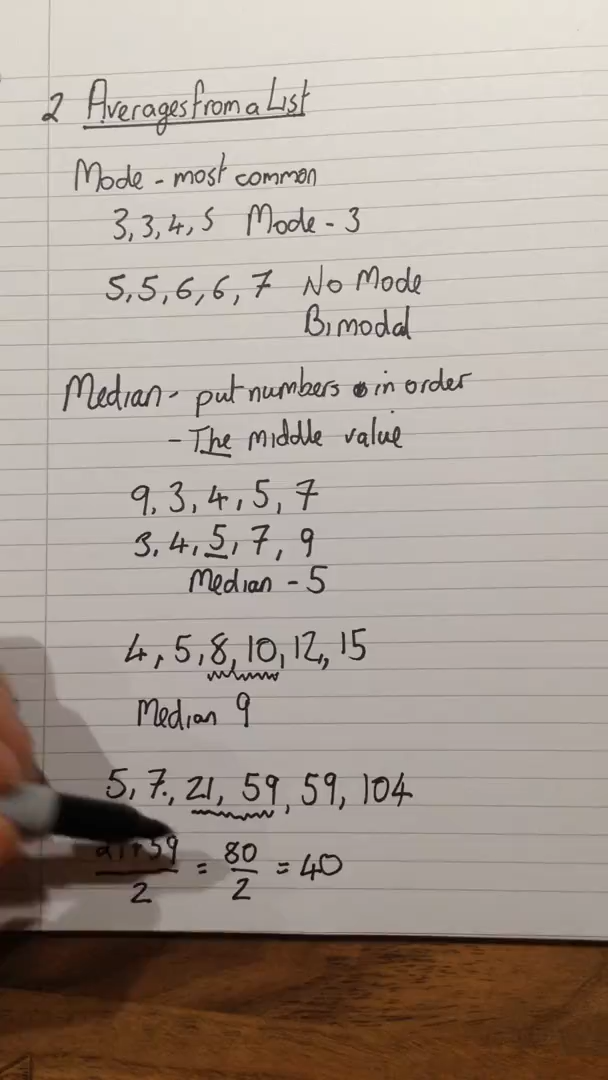 2 Averages from a List
Mode - most common
3, 3, 4, 5 Mode - 3
5, 5, 6, 6, 7 No Mode
Bimodal
Median - put numbers in order
- The middle value
9, 3, 4, 5, 7
3, 4, 5, 7, 9
Median - 5
4, 5, 8, 10, 12, 15
Median 9
5, 7, 21, 59, 59, 104
21+59/2 = 80/2 = 40